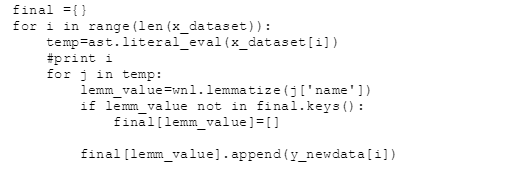 final ={}
for i in range(len(x_dataset)):
    temp=ast.literal_eval(x_dataset[i])
    #print i
    for j in temp:
        lemm_value=wnl.lemmatize(j['name'])
        if lemm_value not in final.keys():
            final[lemm_value]=[]
        final[lemm_value].append(y_newdata[i])